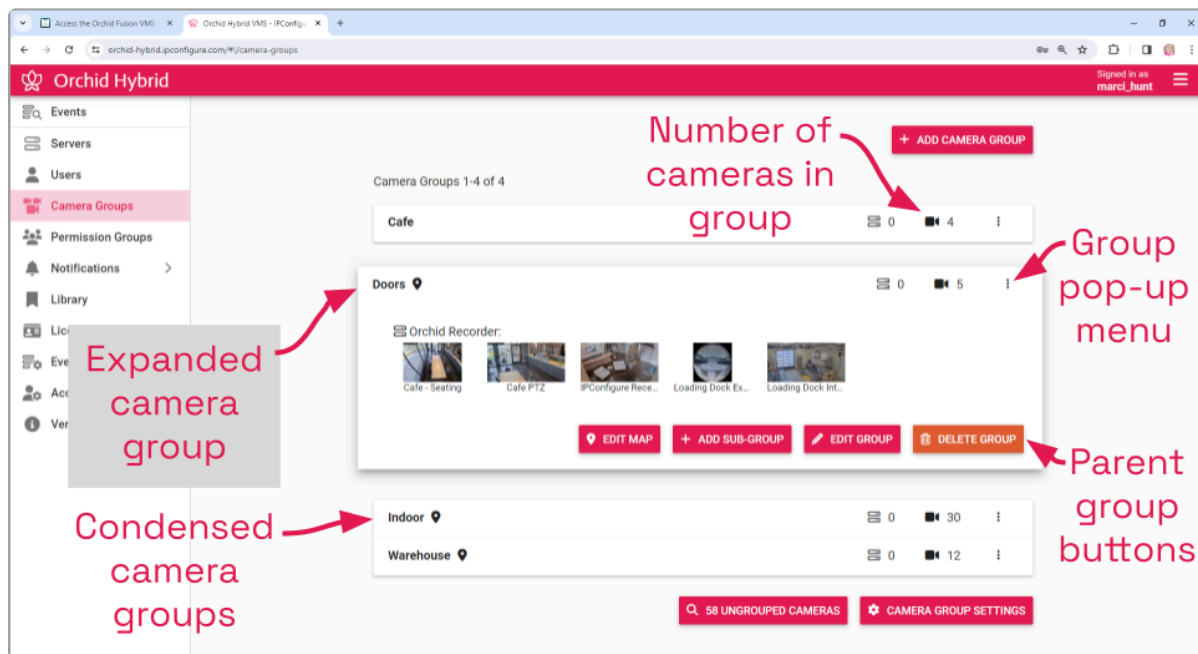 Access the Orchid Fusion VMS
Orchid Hybrid VMS - IPConfig
orchid-hybrid.ipconfigure.com/#!/camera-groups
Orchid Hybrid
Signed in as
marci_hunt
Events
Servers
Users
Camera Groups
Permission Groups
Notifications
Library
Lic
Eve
Acc
Ver
Number of
cameras in
group
+ ADD CAMERA GROUP
Camera Groups 1-4 of 4
Cafe 0 4
Group
pop-up
menu
Doors 0 5
Orchid Recorder:
Cafe - Seating
Cafe PTZ
IPConfigure Rece...
Loading Dock Ex...
Loading Dock Int...
Expanded
camera
group
EDIT MAP
+ ADD SUB-GROUP
EDIT GROUP
DELETE GROUP
Parent
group
buttons
Condensed
camera
groups
Indoor 0 30
Warehouse 0 12
58 UNGROUPED CAMERAS
CAMERA GROUP SETTINGS